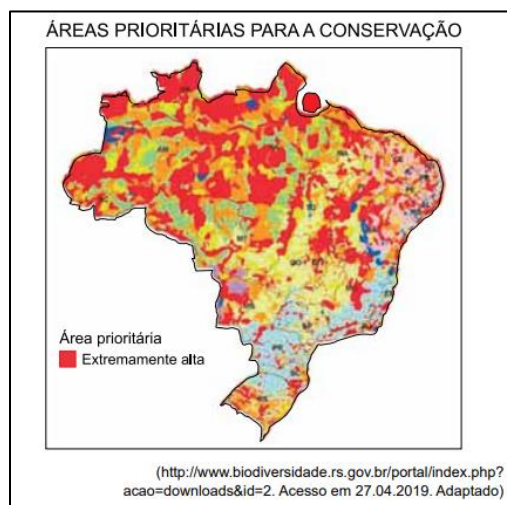 ÁREAS PRIORITÁRIAS PARA A CONSERVAÇÃO
Área prioritária
Extremamente alta
(http://www.biodiversidade.rs.gov.br/portal/index.php?
acao=downloads&id=2. Acesso em 27.04.2019. Adaptado)